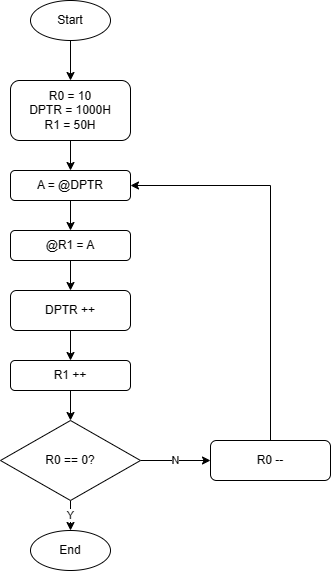 Start
R0 = 10
DPTR = 1000H
R1 = 50H
A = @DPTR
@R1 = A
DPTR ++
R1 ++
R0 == 0?
N
R0 --
Y
End